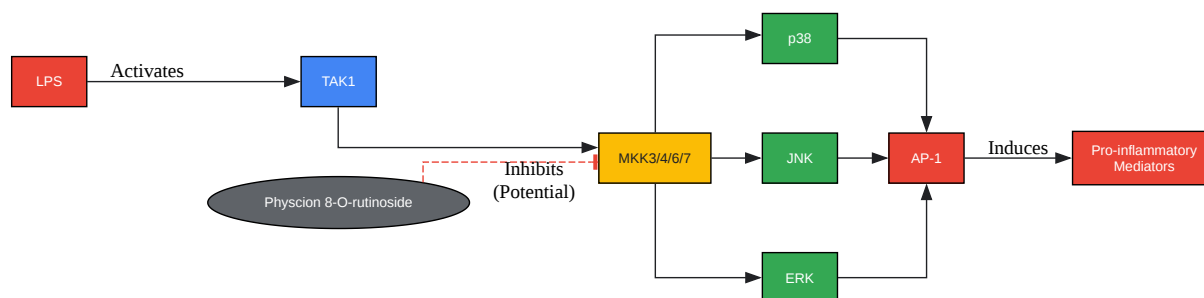 p38
LPS
Activates
TAK1
MKK3/4/6/7
JNK
AP-1
Induces
Pro-inflammatory
Mediators
Inhibits
(Potential)
Physcion 8-O-rutinoside
ERK